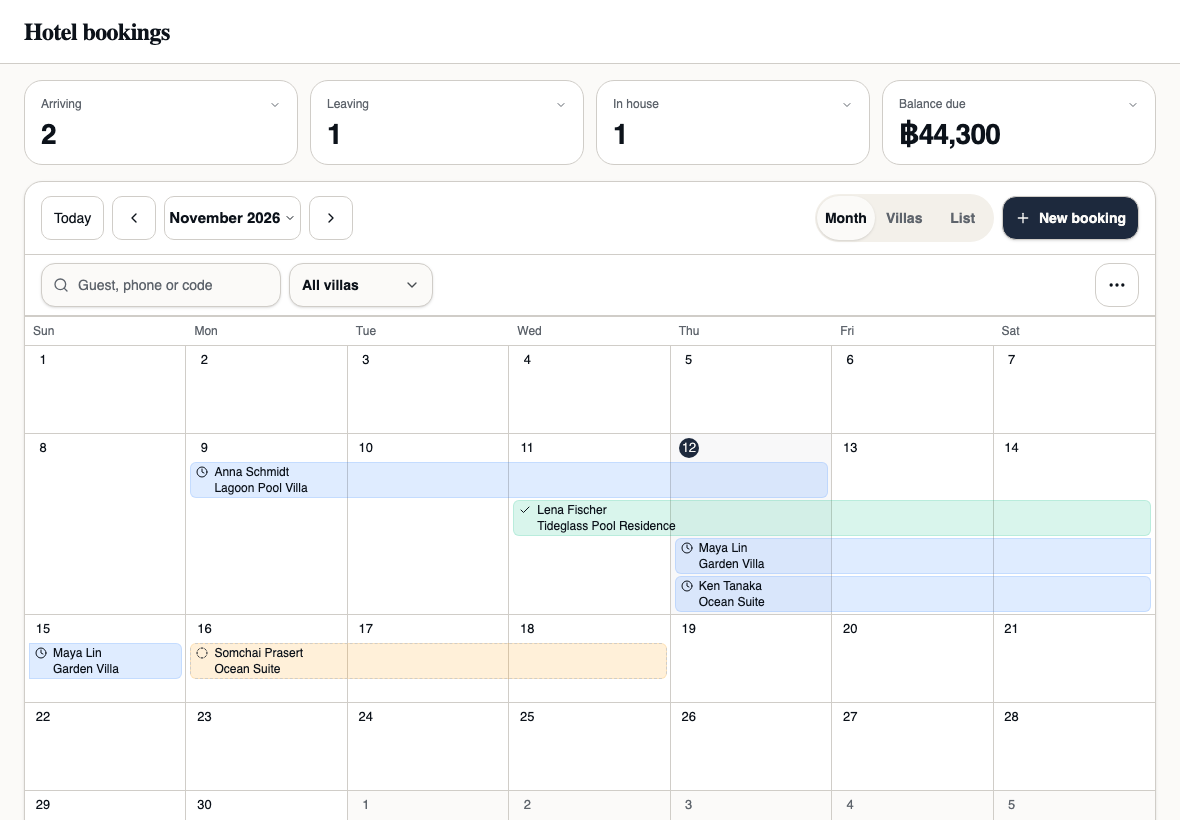 Hotel bookings
Arriving
2
Leaving
1
In house
1
Balance due
฿44,300
Today
November 2026
Month
Villas
List
+ New booking
Guest, phone or code
All villas
Sun Mon Tue Wed Thu Fri Sat
1 2 3 4 5 6 7
8 9 10 11 12 13 14
Anna Schmidt
Lagoon Pool Villa
Lena Fischer
Tideglass Pool Residence
Maya Lin
Garden Villa
Ken Tanaka
Ocean Suite
15 16 17 18 19 20 21
Maya Lin
Garden Villa
Somchai Prasert
Ocean Suite
22 23 24 25 26 27 28
29 30 1 2 3 4 5